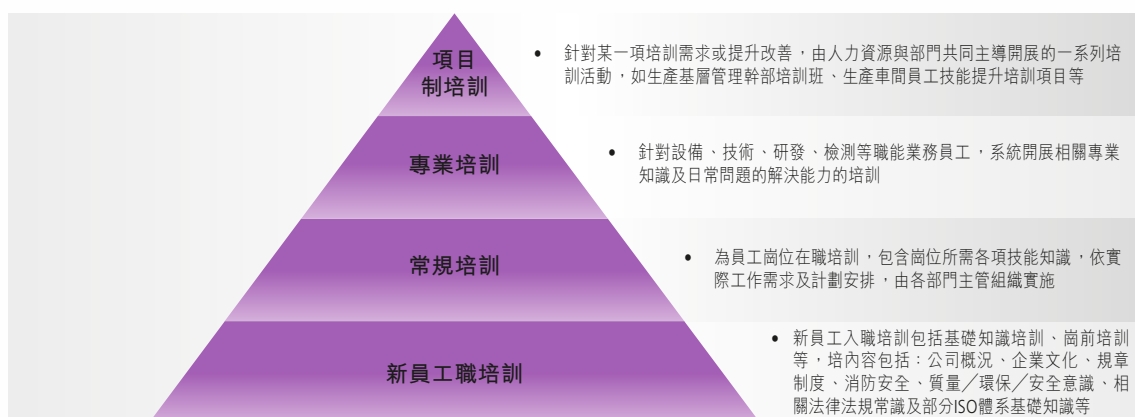 項目
制培訓
• 針對某一項培訓需求或提升改善，由人力資源與部門共同主導開展的一系列培
訓活動，如生產基層管理幹部培訓班、生產車間員工技能提升培訓項目等
專業培訓
• 針對設備、技術、研發、檢測等職能業務員工，系統開展相關專業
知識及日常問題的解決能力的培訓
常規培訓
• 為員工崗位在職培訓，包含崗位所需各項技能知識，依實
際工作需求及計劃安排，由各部門主管組織實施
新員工職培訓
• 新員工入職培訓包括基礎知識培訓、崗前培訓
等，培內容包括：公司概況、企業文化、規章
制度、消防安全、質量／環保／安全意識、相
關法律法規常識及部分ISO體系基礎知識等